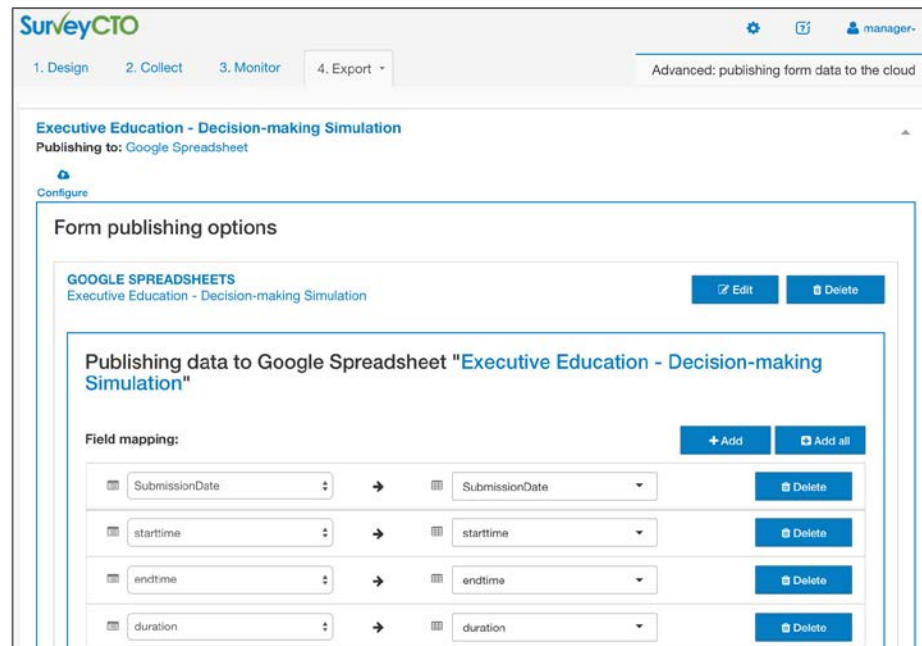 SurveyCTO
manager-
1. Design 2. Collect 3. Monitor 4. Export
Advanced: publishing form data to the cloud
Executive Education - Decision-making Simulation
Publishing to: Google Spreadsheet
Configure
Form publishing options
GOOGLE SPREADSHEETS
Executive Education - Decision-making Simulation
Edit Delete
Publishing data to Google Spreadsheet "Executive Education - Decision-making
Simulation"
Field mapping:
Add Add all
SubmissionDate SubmissionDate Delete
starttime starttime Delete
endtime endtime Delete
duration duration Delete